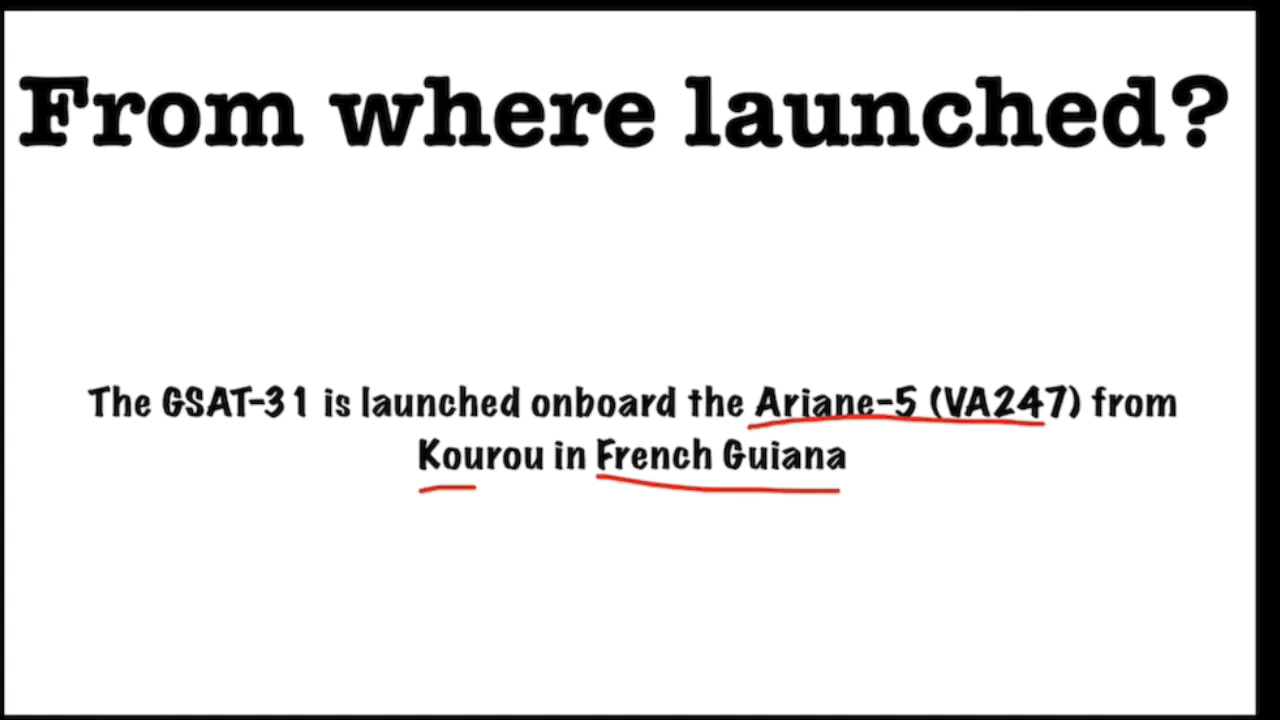 From where launched?
The GSAT-31 is launched onboard the Ariane-5 (VA247) from
Kourou in French Guiana